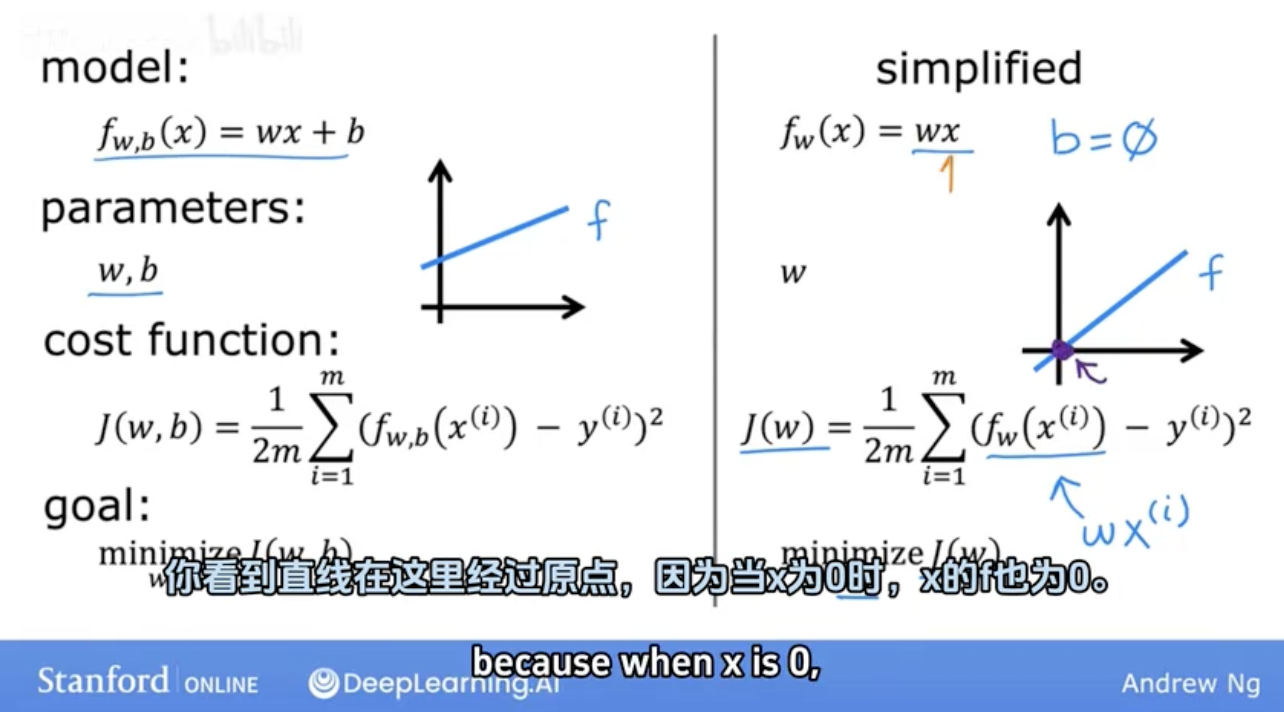 bilibili
model:
f_{w,b}(x) = wx + b
f
parameters:
w, b
cost function:
J(w, b) = \frac{1}{2m} \sum_{i=1}^{m} (f_{w,b}(x^{(i)}) - y^{(i)})^2
goal:
minimize J(w, b)
w
simplified
f_w(x) = wx
b = Ø
f
w
J(w) = \frac{1}{2m} \sum_{i=1}^{m} (f_w(x^{(i)}) - y^{(i)})^2
wx^{(i)}
minimize J(w)
你看到直线在这里经过原点，因为当x为0时，x的f也为0。
because when x is 0,
Stanford | ONLINE
DeepLearning.AI
Andrew Ng